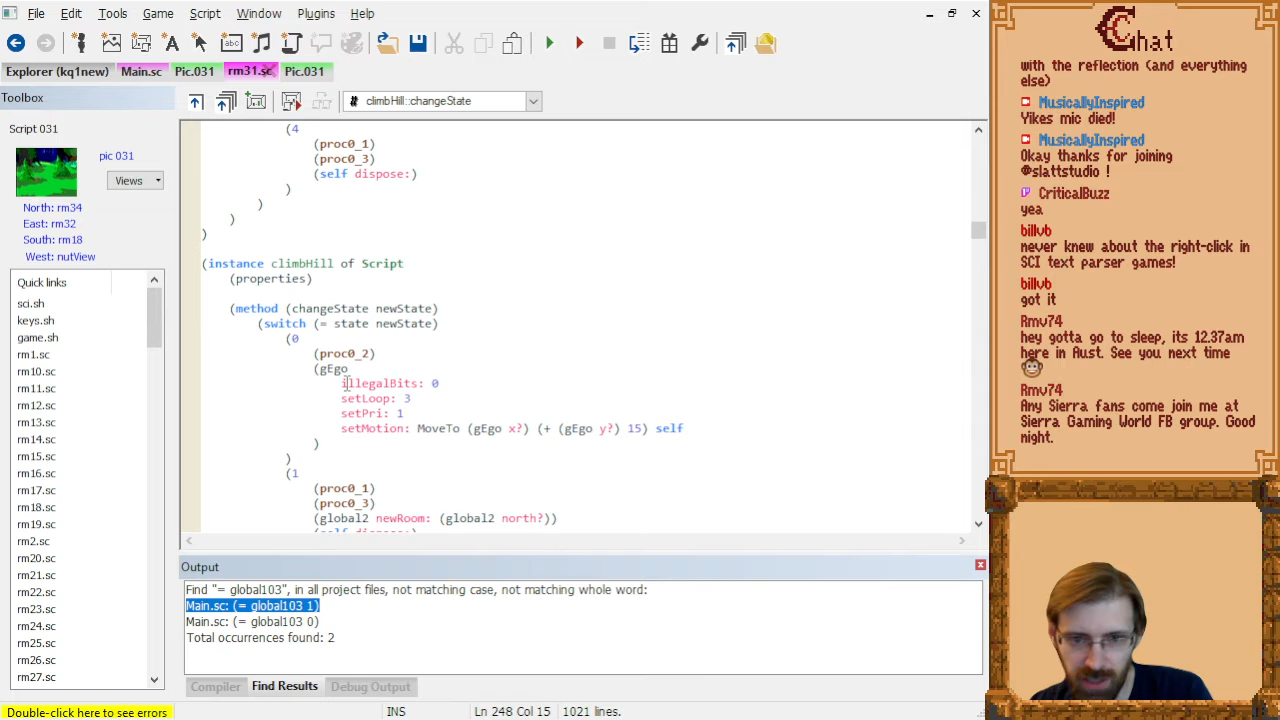 File Edit Tools Game Script Window Plugins Help
Explorer (kq1new) Main.sc Pic.031 rm31.sc Pic.031
Toolbox
climbHill::changeState
Script 031
pic 031
Views
North: rm34
East: rm32
South: rm18
West: nutView
Quick links
sci.sh
keys.sh
game.sh
rm1.sc
rm10.sc
rm11.sc
rm12.sc
rm13.sc
rm14.sc
rm15.sc
rm16.sc
rm17.sc
rm18.sc
rm19.sc
rm2.sc
rm20.sc
rm21.sc
rm22.sc
rm23.sc
rm24.sc
rm25.sc
rm26.sc
rm27.sc
(4
(proc0_1)
(proc0_3)
(self dispose:)
)
)
)
)
(instance climbHill of Script
(properties)
(method (changeState newState)
(switch (= state newState)
(0
(proc0_2)
(gEgo
illegalBits: 0
setLoop: 3
setPri: 1
setMotion: MoveTo (gEgo x?) (+ (gEgo y?) 15) self
)
)
(1
(proc0_1)
(proc0_3)
(global2 newRoom: (global2 north?))
(self dispose:)
Output
Find "= global103", in all project files, not matching case, not matching whole word:
Main.sc: (= global103 1)
Main.sc: (= global103 0)
Total occurrences found: 2
Compiler Find Results Debug Output
Double-click here to see errors
INS Ln 248 Col 15 1021 lines.
Chat
with the reflection (and everything
else)
MusicallyInspired
Yikes mic died!
MusicallyInspired
Okay thanks for joining
@slattstudio !
CriticalBuzz
yea
billvb
never knew about the right-click in
SCI text parser games!
billvb
got it
Rmv74
hey gotta go to sleep, its 12.37am
here in Aust. See you next time
Rmv74
Any Sierra fans come join me at
Sierra Gaming World FB group. Good
night.